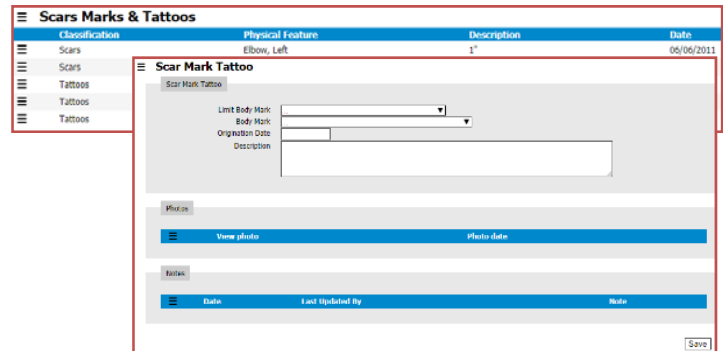 Scars Marks & Tattoos
Classification Physical Feature Description Date
Scars Elbow, Left 1" 06/06/2011
Scars
Tattoos
Tattoos
Tattoos
Scar Mark Tattoo
Scar Mark Tattoo
Limit Body Mark ...
Body Mark ...
Origination Date
Description
Photos
View photo Photo date
Notes
Date Last Updated By Note
Save